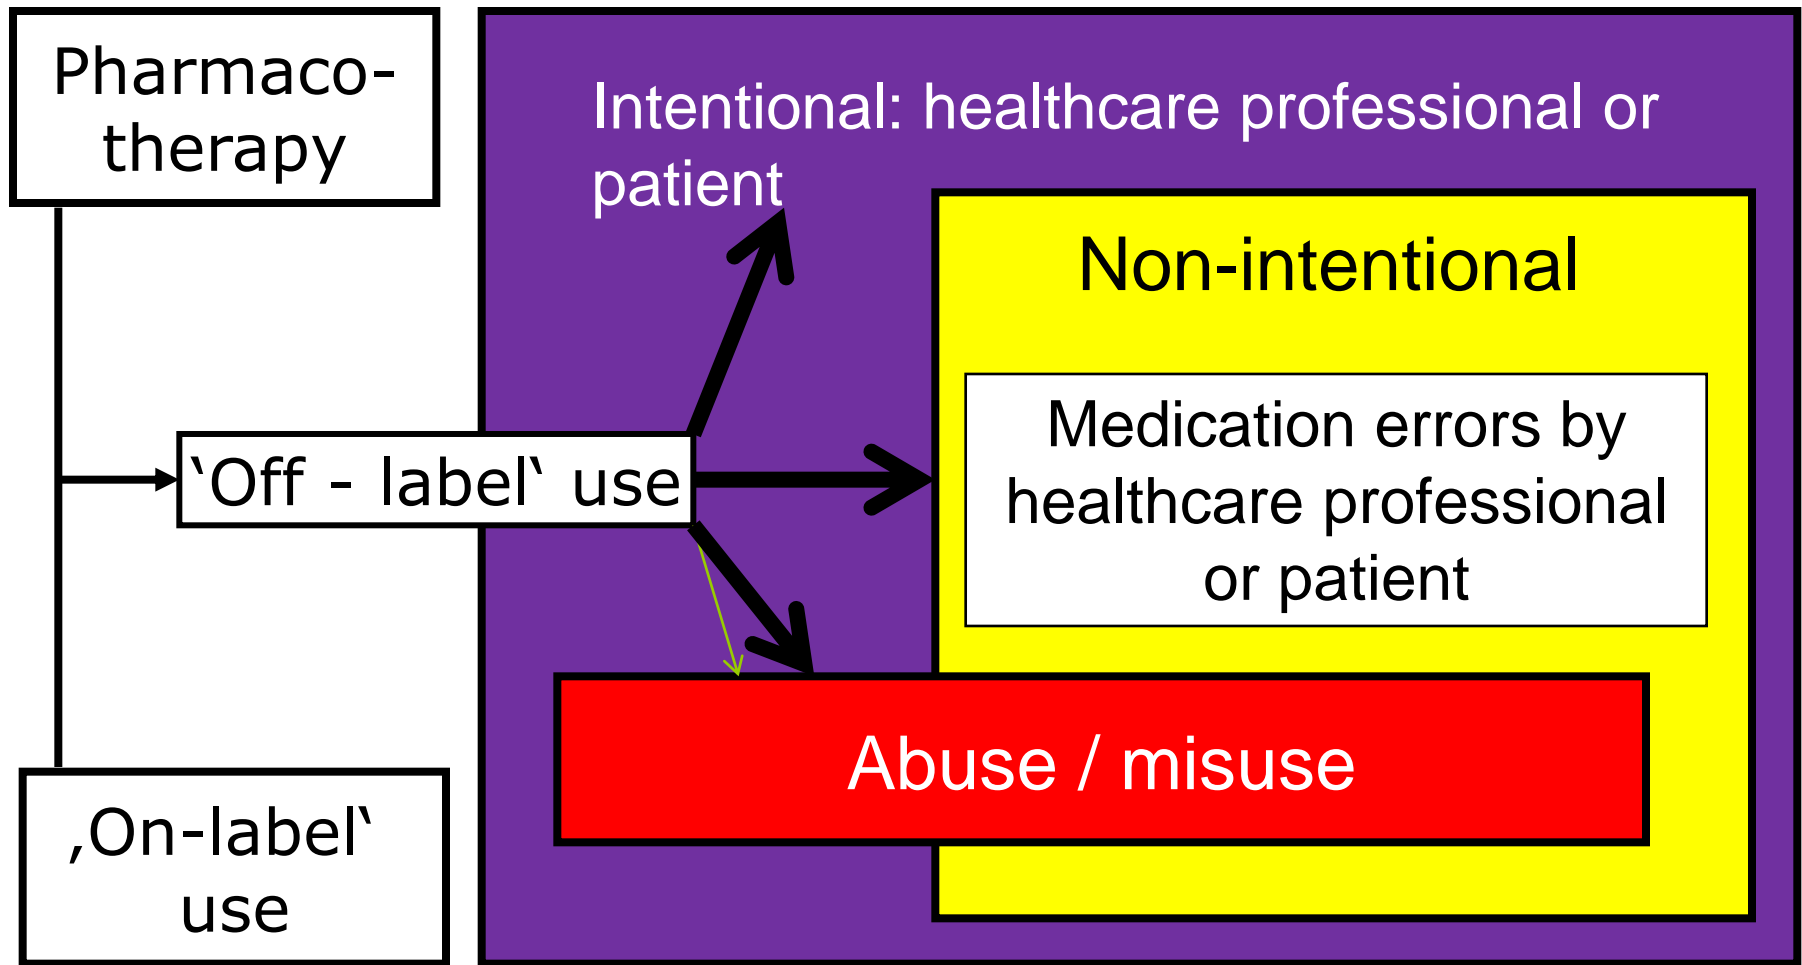 Pharmaco-
therapy
Intentional: healthcare professional or
patient
Non-intentional
Medication errors by
healthcare professional
or patient
‘Off - label‘ use
Abuse / misuse
‚On-label‘
use